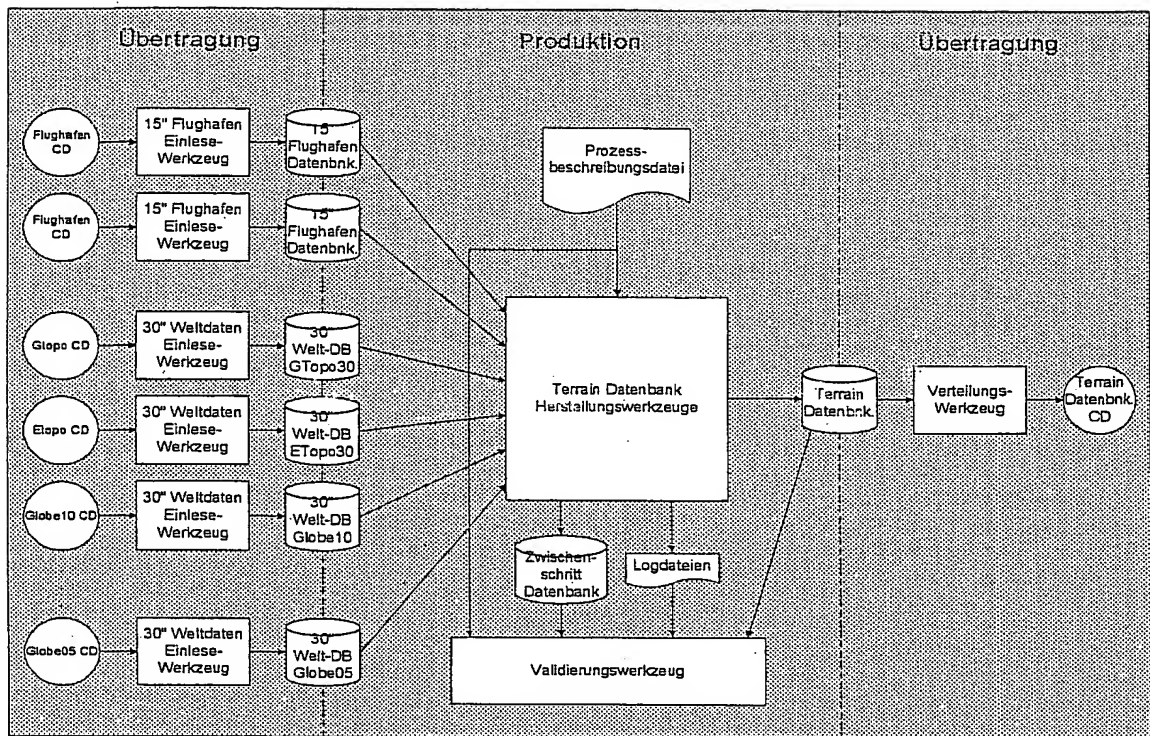 Übertragung
Produktion
Übertragung
Flughafen
CD
15" Flughafen
Einlese-
Werkzeug
15"
Flughafen
Datenbnk.
Flughafen
CD
15" Flughafen
Einlese-
Werkzeug
15"
Flughafen
Datenbnk.
Gtopo CD
30" Weltdaten
Einlese-
Werkzeug
30"
Welt-DB
GTopo30
Etopo CD
30" Weltdaten
Einlese-
Werkzeug
30"
Welt-DB
ETopo30
Globe10 CD
30" Weltdaten
Einlese-
Werkzeug
30"
Welt-DB
Globe10
Globe05 CD
30" Weltdaten
Einlese-
Werkzeug
30"
Welt-DB
Globe05
Prozess-
beschreibungsdatei
Terrain Datenbank
Herstallungswerkzeuge
Zwischen-
schritt
Datenbank
Logdateien
Validierungswerkzeug
Terrain
Datenbnk.
Verteilungs-
Werkzeug
Terrain
Datenbnk.
CD